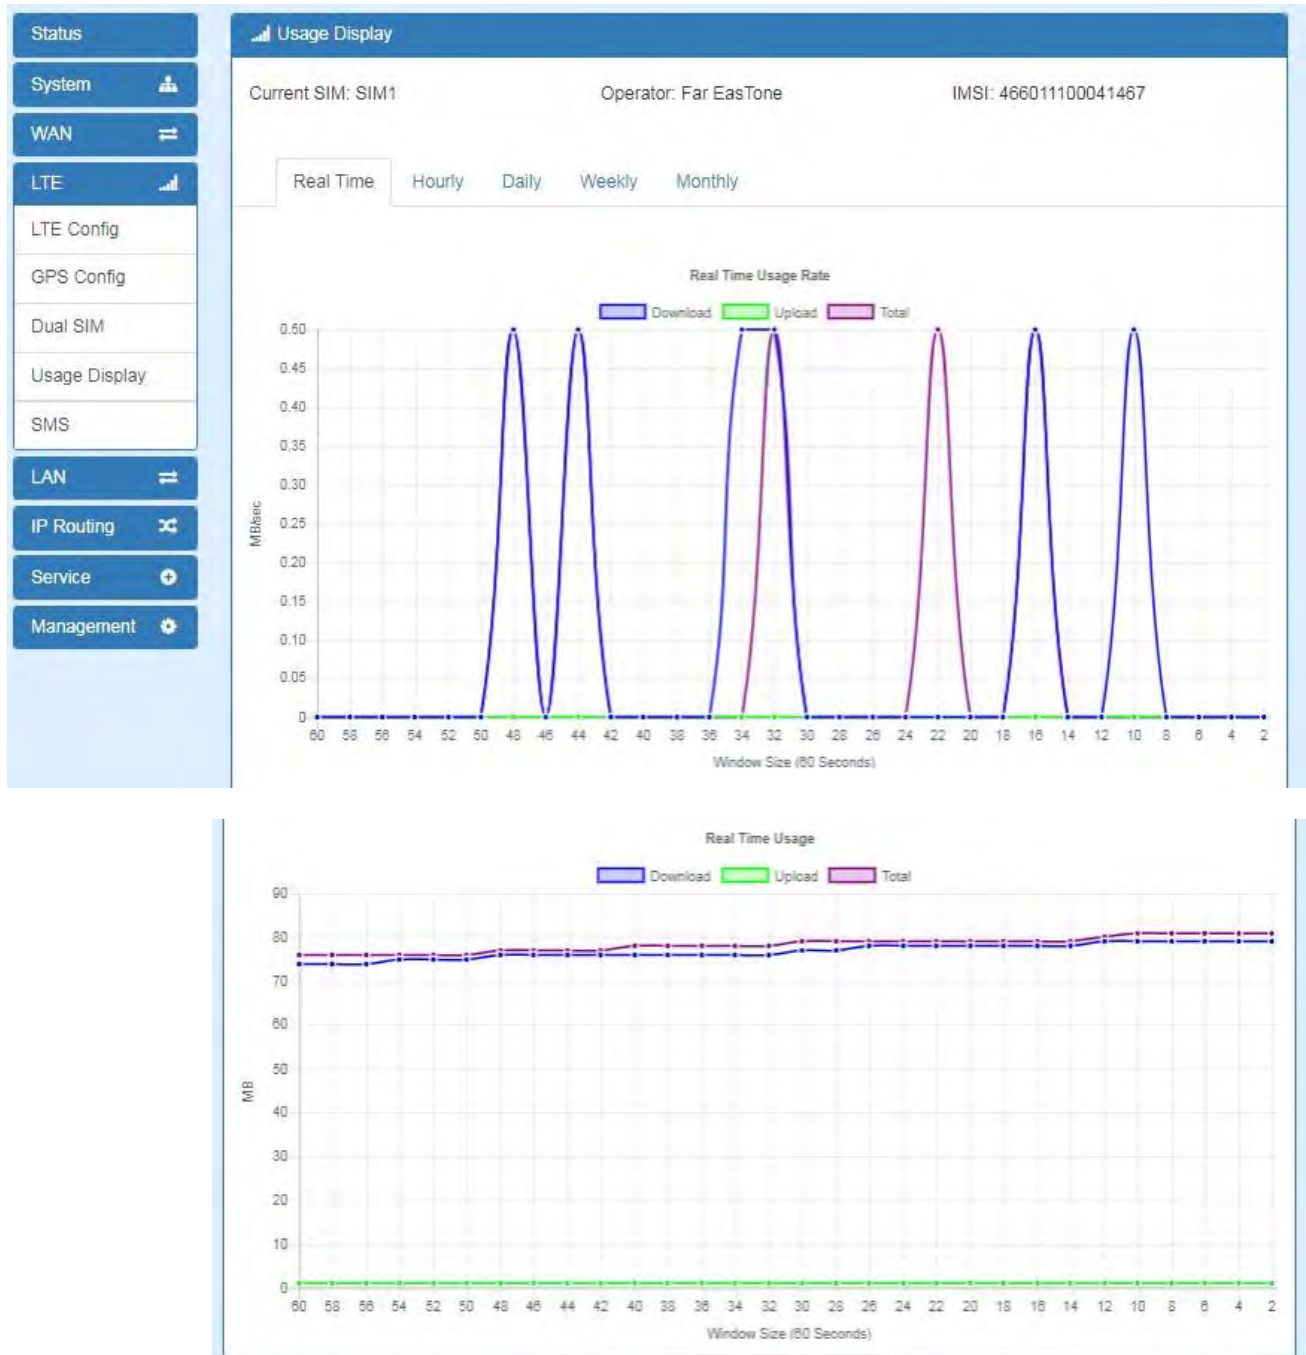 Status
System
WAN
LTE
LTE Config
GPS Config
Dual SIM
Usage Display
SMS
LAN
IP Routing
Service
Management
Usage Display
Current SIM: SIM1 Operator: Far EasTone IMSI: 466011100041467
Real Time Hourly Daily Weekly Monthly
Real Time Usage Rate
Download Upload Total
0.50
0.45
0.40
0.35
0.30
0.25
0.20
0.15
0.10
0.05
0
MB/sec
60 58 56 54 52 50 48 46 44 42 40 38 36 34 32 30 28 26 24 22 20 18 16 14 12 10 8 6 4 2
Window Size (60 Seconds)
Real Time Usage
Download Upload Total
90
80
70
60
50
40
30
20
10
0
MB
60 58 56 54 52 50 48 46 44 42 40 38 36 34 32 30 28 26 24 22 20 18 16 14 12 10 8 6 4 2
Window Size (60 Seconds)